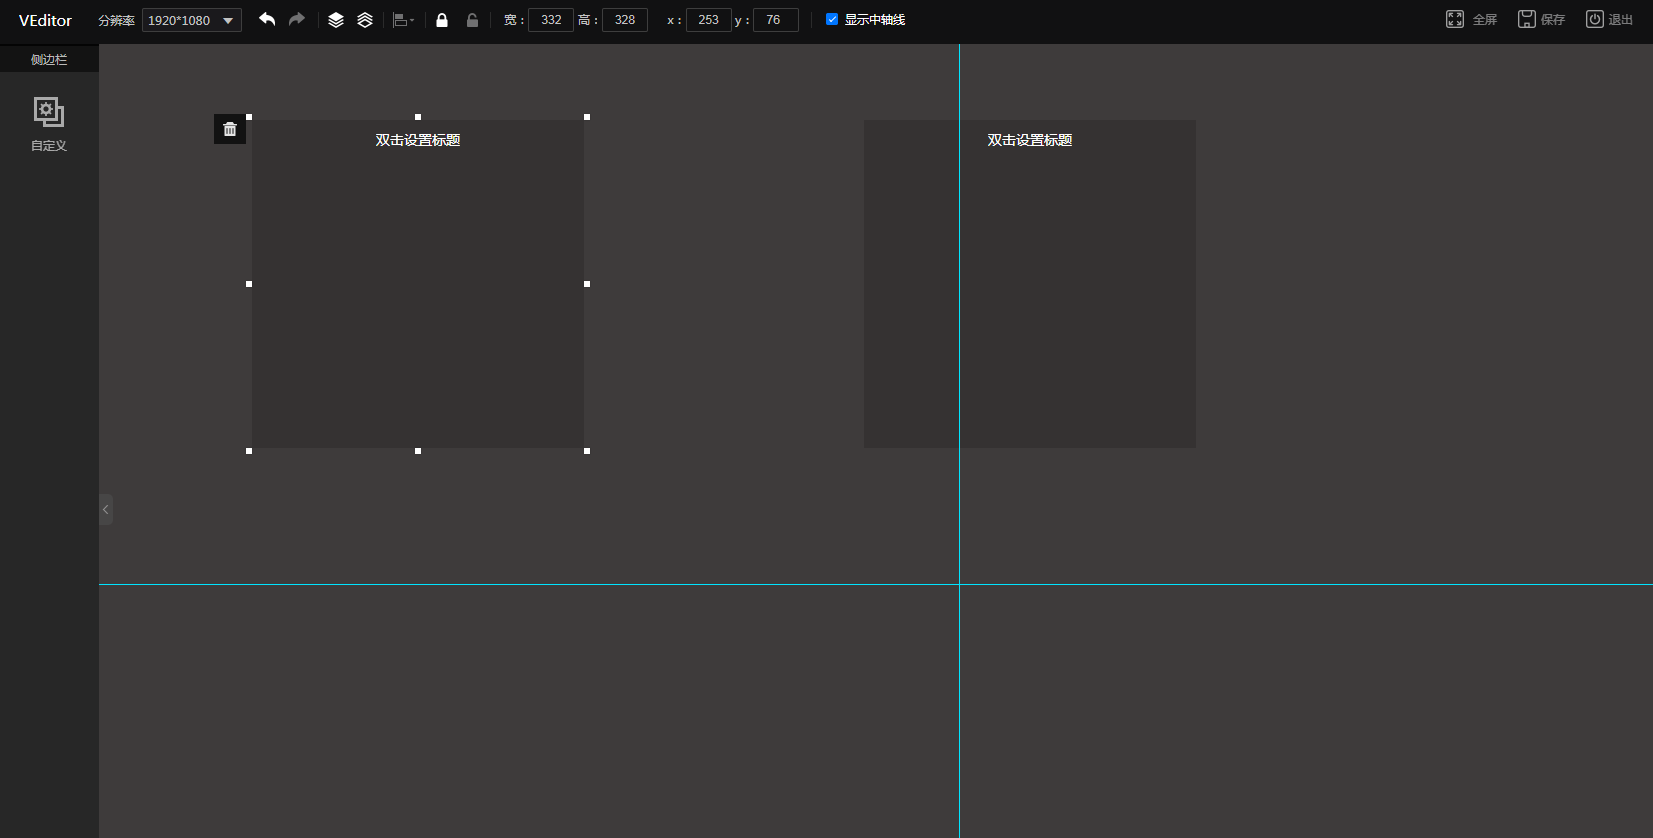 VEditor 分辨率 1920*1080 宽 : 332 高 : 328 x : 253 y : 76 显示中轴线 全屏 保存 退出
侧边栏
自定义
双击设置标题 双击设置标题